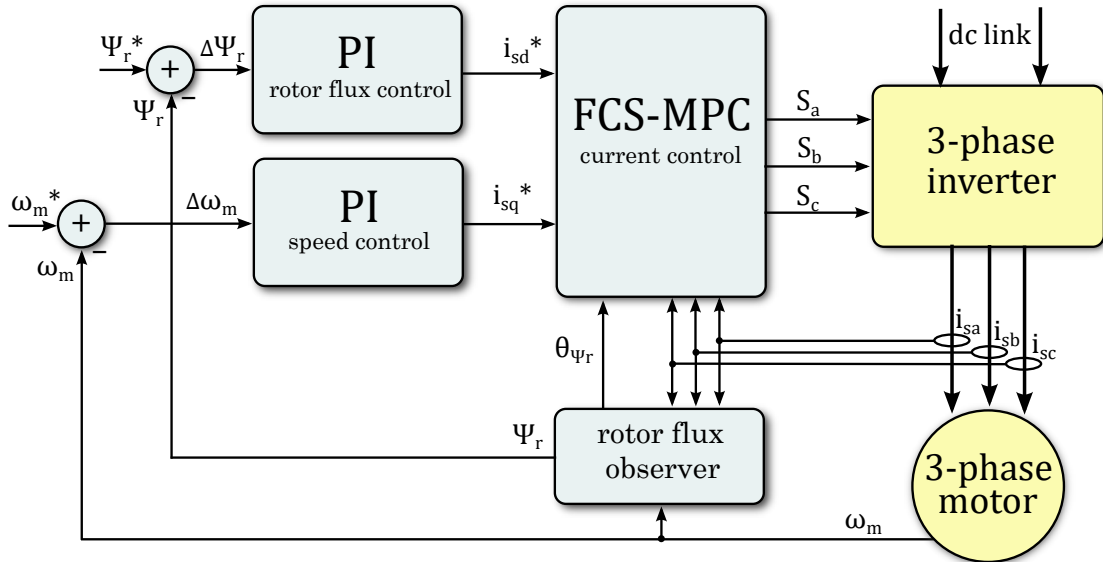 dc link
Ψr*
ΔΨr
PI
rotor flux control
isd*
+
−
Ψr
FCS-MPC
current control
Sa
Sb
Sc
3-phase
inverter
ωm*
Δωm
PI
speed control
isq*
+
−
ωm
isa
isb
isc
θΨr
Ψr
rotor flux
observer
3-phase
motor
ωm